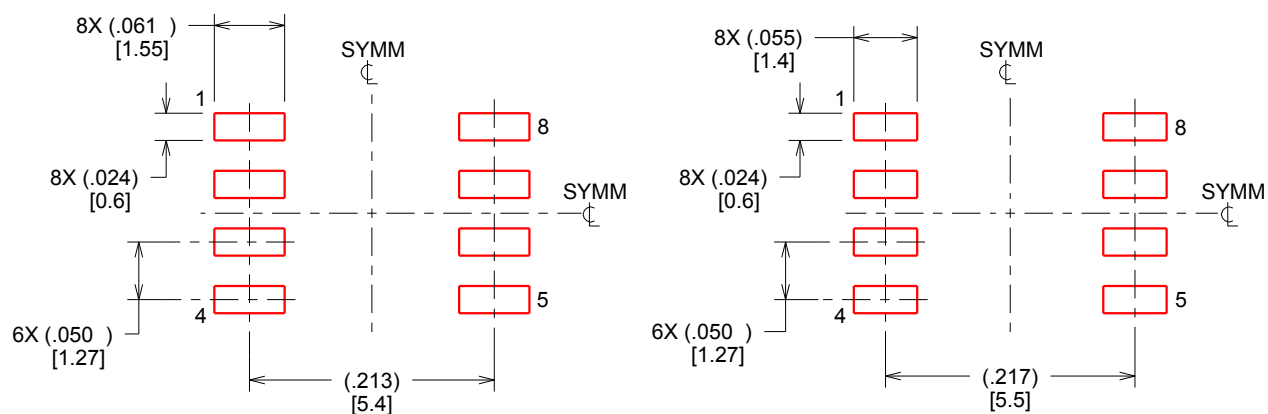 8X (.061 )
[1.55]
SYMM
℄
1
8
8X (.024)
[0.6]
SYMM
℄
6X (.050 )
[1.27]
4
5
(.213)
[5.4]
8X (.055)
[1.4]
SYMM
℄
1
8
8X (.024)
[0.6]
SYMM
℄
6X (.050 )
[1.27]
4
5
(.217)
[5.5]